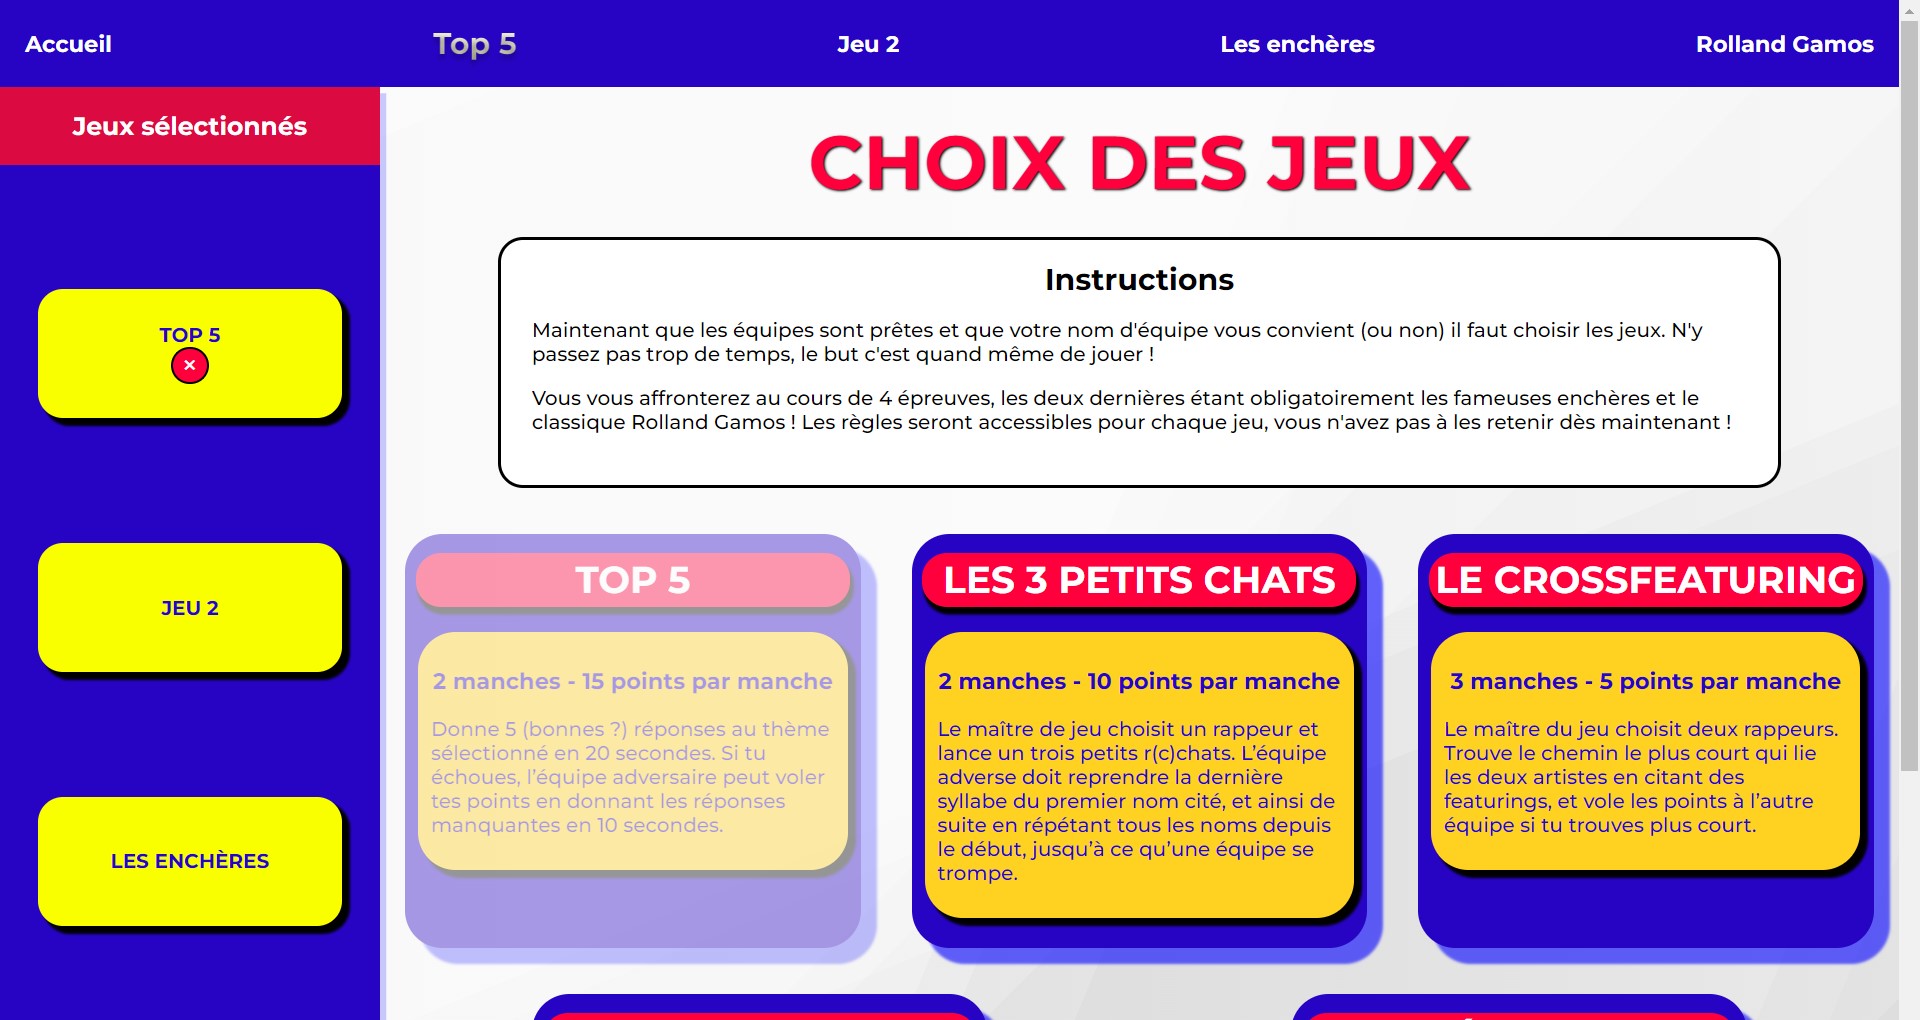 Accueil
Top 5
Jeu 2
Les enchères
Rolland Gamos
Jeux sélectionnés
TOP 5
×
JEU 2
LES ENCHÈRES
CHOIX DES JEUX
Instructions
Maintenant que les équipes sont prêtes et que votre nom d'équipe vous convient (ou non) il faut choisir les jeux. N'y
passez pas trop de temps, le but c'est quand même de jouer !
Vous vous affronterez au cours de 4 épreuves, les deux dernières étant obligatoirement les fameuses enchères et le
classique Rolland Gamos ! Les règles seront accessibles pour chaque jeu, vous n'avez pas à les retenir dès maintenant !
TOP 5
2 manches - 15 points par manche
Donne 5 (bonnes ?) réponses au thème
sélectionné en 20 secondes. Si tu
échoues, l’équipe adversaire peut voler
tes points en donnant les réponses
manquantes en 10 secondes.
LES 3 PETITS CHATS
2 manches - 10 points par manche
Le maître de jeu choisit un rappeur et
lance un trois petits r(c)chats. L’équipe
adverse doit reprendre la dernière
syllabe du premier nom cité, et ainsi de
suite en répétant tous les noms depuis
le début, jusqu’à ce qu’une équipe se
trompe.
LE CROSSFEATURING
3 manches - 5 points par manche
Le maître du jeu choisit deux rappeurs.
Trouve le chemin le plus court qui lie
les deux artistes en citant des
featurings, et vole les points à l’autre
équipe si tu trouves plus court.